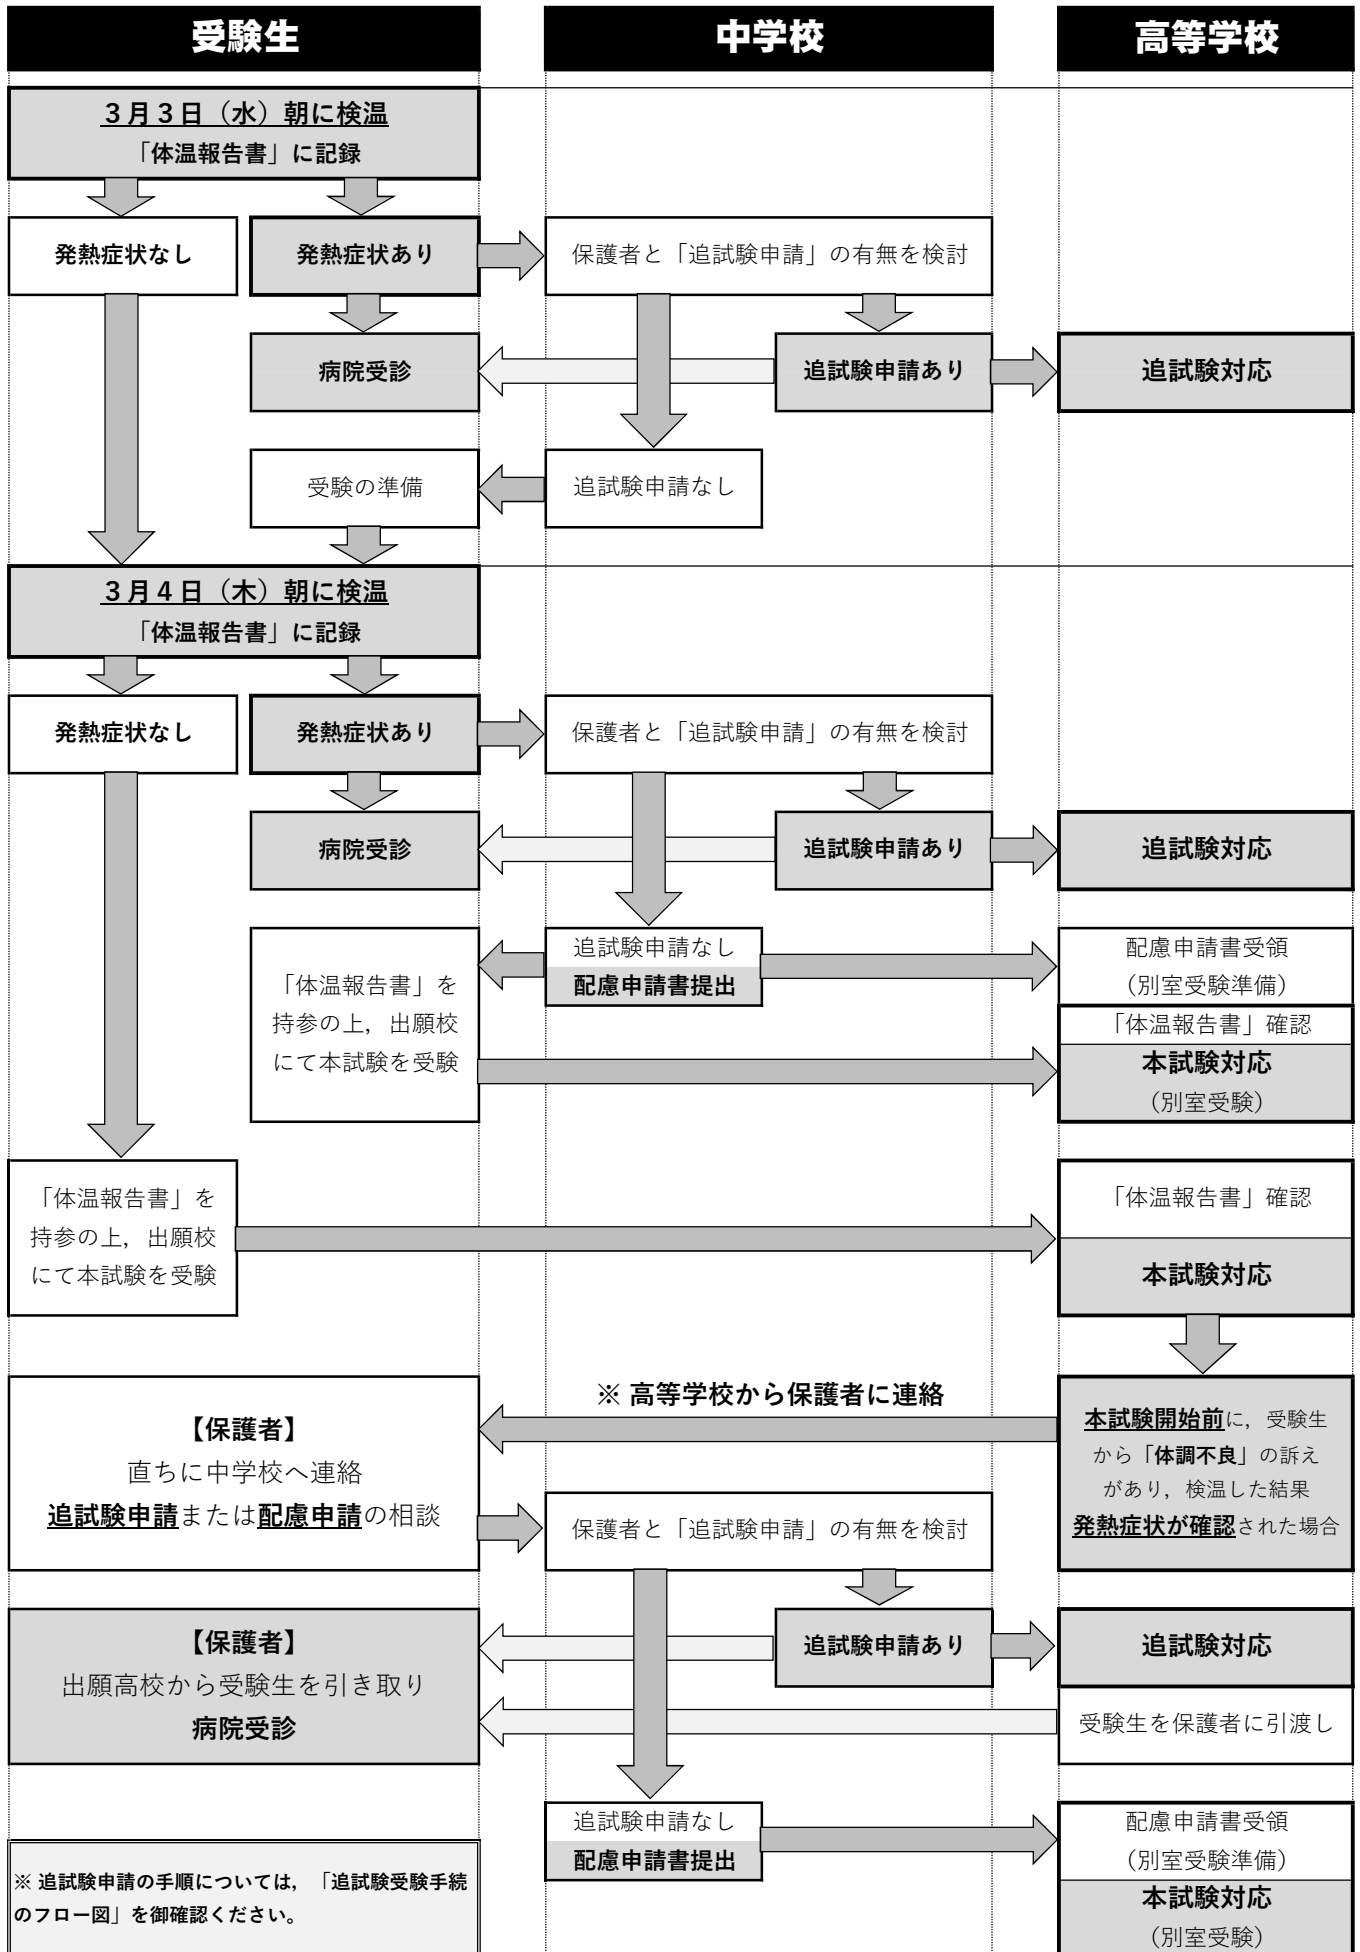 受験生
中学校
高等学校
３月３日（水）朝に検温
「体温報告書」に記録
発熱症状なし
発熱症状あり
保護者と「追試験申請」の有無を検討
病院受診
追試験申請あり
追試験対応
受験の準備
追試験申請なし
３月４日（木）朝に検温
「体温報告書」に記録
発熱症状なし
発熱症状あり
保護者と「追試験申請」の有無を検討
病院受診
追試験申請あり
追試験対応
「体温報告書」を
持参の上，出願校
にて本試験を受験
追試験申請なし
配慮申請書提出
配慮申請書受領
（別室受験準備）
「体温報告書」確認
本試験対応
（別室受験）
「体温報告書」を
持参の上，出願校
にて本試験を受験
「体温報告書」確認
本試験対応
※ 高等学校から保護者に連絡
本試験開始前に，受験生
から「体調不良」の訴え
があり，検温した結果
発熱症状が確認された場合
【保護者】
直ちに中学校へ連絡
追試験申請または配慮申請の相談
保護者と「追試験申請」の有無を検討
【保護者】
出願高校から受験生を引き取り
病院受診
追試験申請あり
追試験対応
受験生を保護者に引渡し
追試験申請なし
配慮申請書提出
配慮申請書受領
（別室受験準備）
本試験対応
（別室受験）
※ 追試験申請の手順については，「追試験受験手続
のフロー図」を御確認ください。